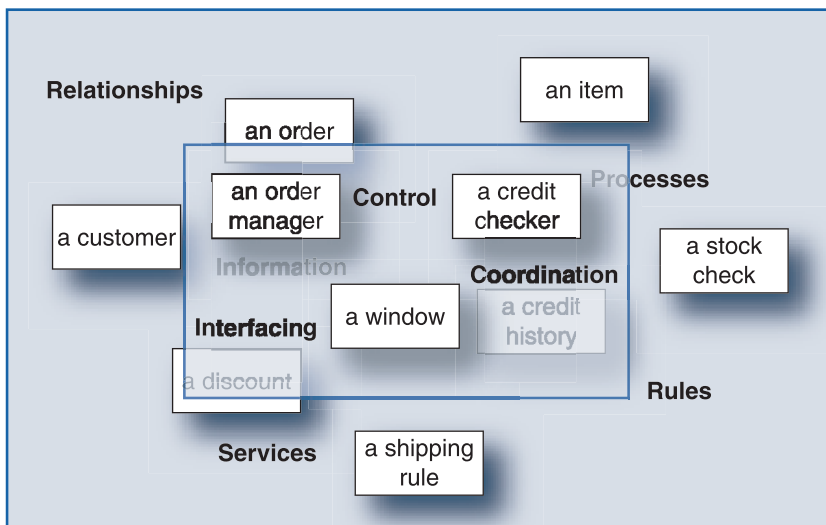 Relationships
an item
an order
Processes
an order
manager
Control
a credit
checker
a customer
a stock
check
Information
Coordination
a credit
history
Interfacing
a window
a discount
Rules
Services
a shipping
rule